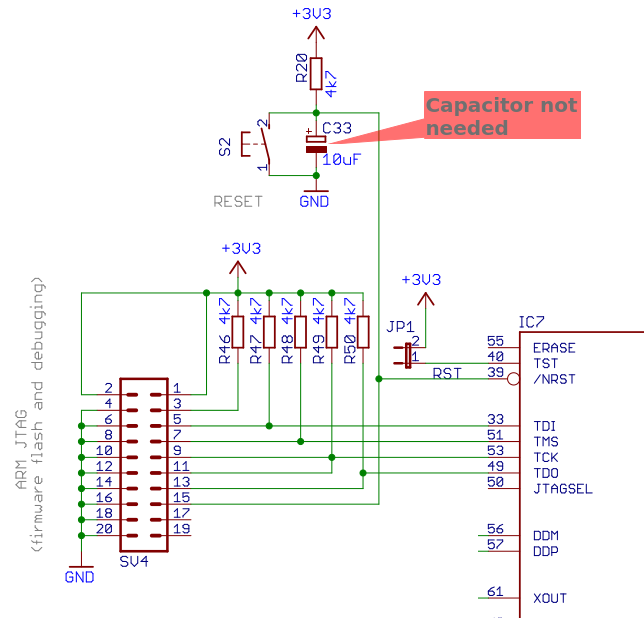 +3V3
R20
4k7
Capacitor not
needed
S2
2
1
+
C33
10uF
RESET
GND
+3V3
+3V3
JP1
2
1
IC7
R46 4k7
R47 4k7
R48 4k7
R49 4k7
R50 4k7
RST
55 ERASE
40 TST
39 /NRST
33 TDI
51 TMS
53 TCK
49 TDO
50 JTAGSEL
56 DDM
57 DDP
61 XOUT
ARM JTAG
(firmware flash and debugging)
2 1
4 3
6 5
8 7
10 9
12 11
14 13
16 15
18 17
20 19
SV4
GND